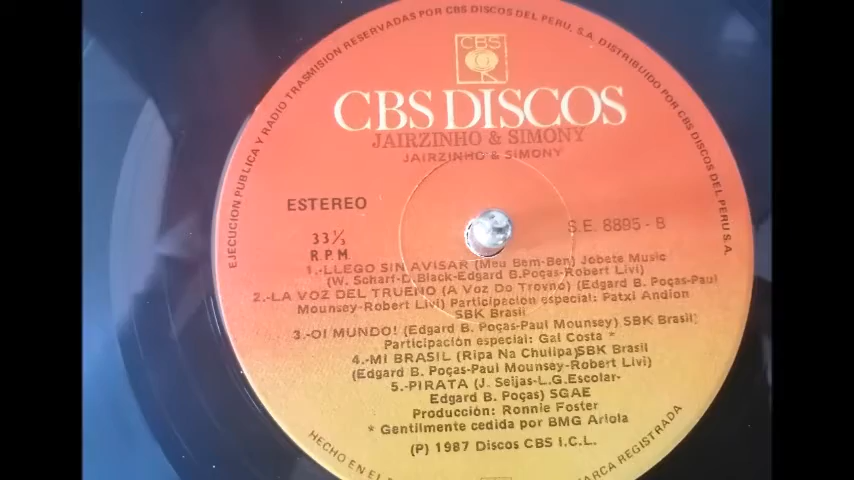 EJECUCION PUBLICA Y RADIO TRASMISION RESERVADOS POR CBS DISCOS DEL PERU, S.A. DISTRIBUIDO POR CBS DISCOS DEL PERU S.A.
CBS
CBS DISCOS
JAIRZINHO & SIMONY
JAIRZINHO & SIMONY
ESTEREO
S.E. 8895 - B
33⅓
R.P.M
1.-LLEGO SIN AVISAR (Meu Bem-Ben) Jobete Music
(W. Scharf-D.Black-Edgard B.Poças-Robert Livi)
2.-LA VOZ DEL TRUENO (A Voz Do Trovno) (Edgard B. Poças-Paul
Mounsey-Robert Livi) Participación especial: Patxi Andion
SBK Brasil
3.-OI MUNDO! (Edgard B. Poças-Paul Mounsey) SBK Brasil
Participación especial: Gal Costa *
4.-MI BRASIL (Ripa Na Chulipa)SBK Brasil
(Edgard B. Poças-Paul Mounsey-Robert Livi)
5.-PIRATA (J. Seijas-L.G.Escolar-
Edgard B. Poças) SGAE
Producción: Ronnie Foster
* Gentilmente cedida por BMG Ariola
(P) 1987 Discos CBS I.C.L.
HECHO EN EL
MARCA REGISTRADA